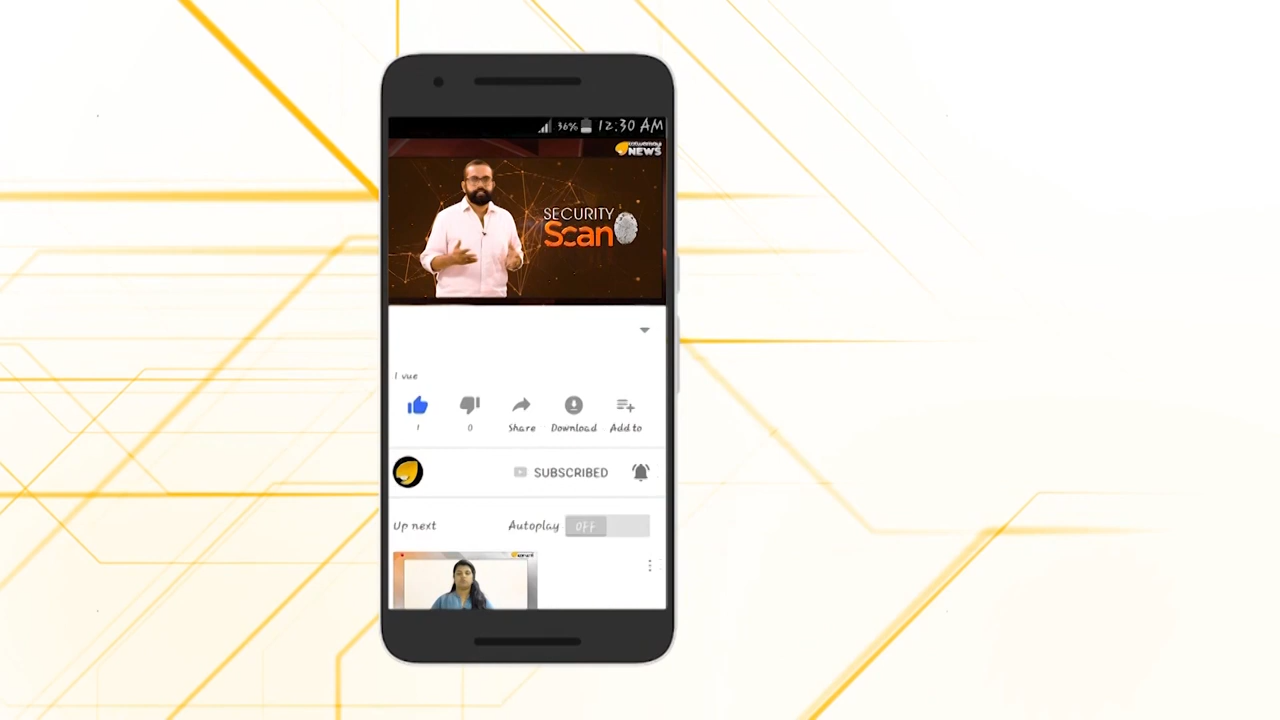 36% 12:30 AM
NEWS
SECURITY
Scan
1 vue
1
0
Share
Download
Add to
SUBSCRIBED
Up next
Autoplay
OFF